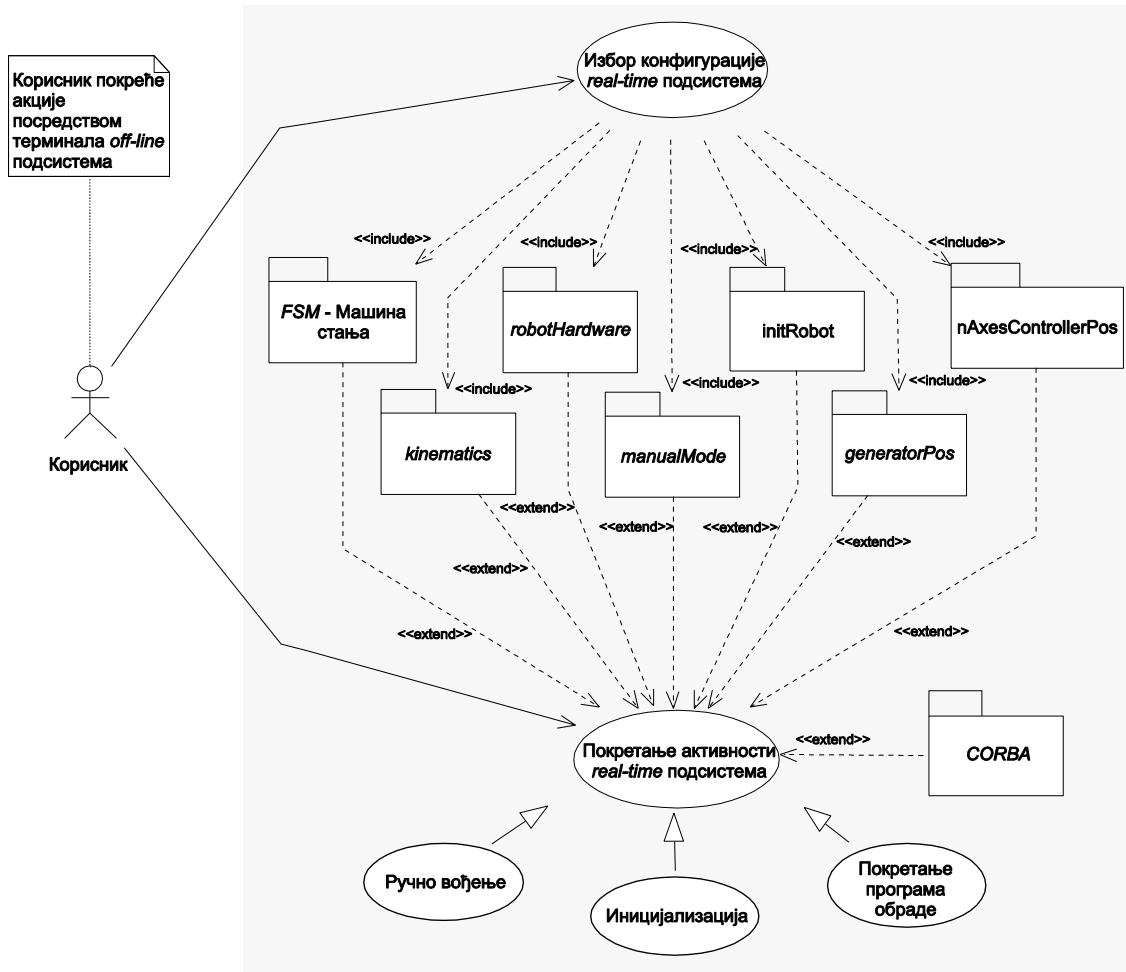 Избор конфигурације
real-time подсистема
Корисник покреће
акције
посредством
терминала off-line
подсистема
<<include>>
<<include>>
<<include>>
<<include>>
FSM - Машина
стања
robotHardware
initRobot
nAxesControllerPos
<<include>>
<<include>>
<<include>>
kinematics
manualMode
generatorPos
Корисник
<<extend>>
<<extend>>
<<extend>>
<<extend>>
<<extend>>
<<extend>>
<<extend>>
Покретање активности
real-time подсистема
<<extend>>
CORBA
Ручно вођење
Иницијализација
Покретање
програма
обраде